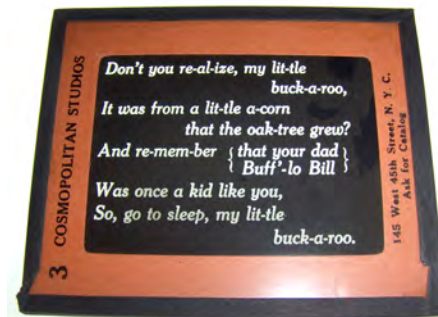 Don't you re-al-ize, my lit-tle
buck-a-roo,
It was from a lit-tle a-corn
that the oak-tree grew?
And re-mem-ber { that your dad }
{ Buff'-lo Bill }
Was once a kid like you,
So, go to sleep, my lit-tle
buck-a-roo.
3 COSMOPOLITAN STUDIOS
145 West 45th Street, N. Y. C.
Ask for Catalog